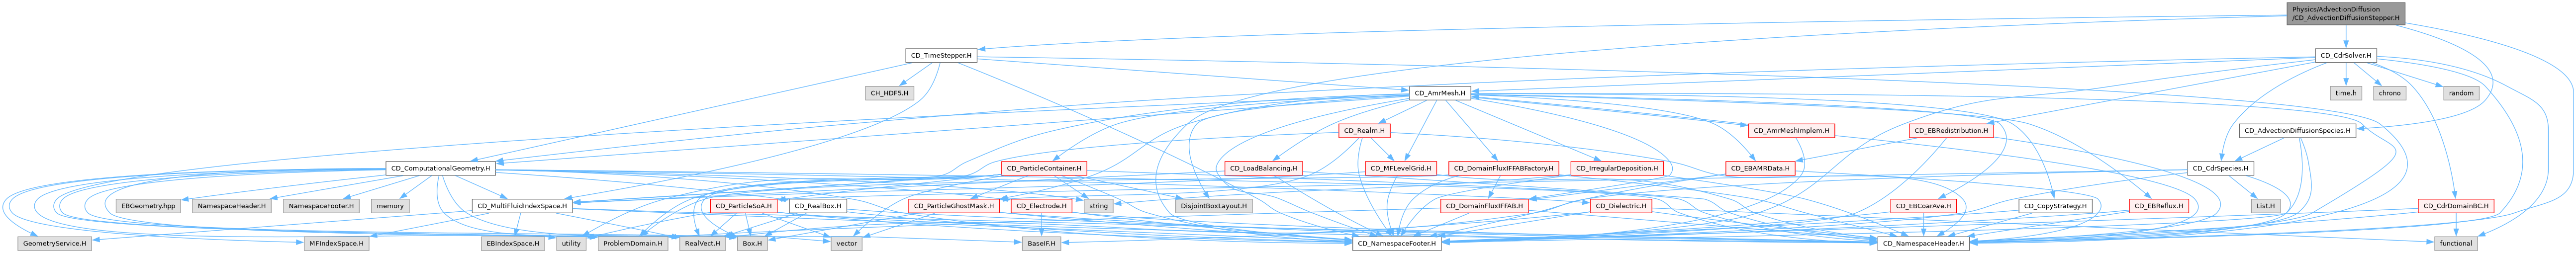 Physics/AdvectionDiffusion
/CD_AdvectionDiffusionStepper.H
CD_TimeStepper.H
CD_CdrSolver.H
CH_HDF5.H
CD_AmrMesh.H
time.h
chrono
random
CD_Realm.H
CD_AmrMeshImplem.H
CD_EBRedistribution.H
CD_AdvectionDiffusionSpecies.H
CD_ComputationalGeometry.H
CD_ParticleContainer.H
CD_LoadBalancing.H
CD_MFLevelGrid.H
CD_DomainFluxIFFABFactory.H
CD_IrregularDeposition.H
CD_EBAMRData.H
CD_CdrSpecies.H
EBGeometry.hpp
NamespaceHeader.H
NamespaceFooter.H
memory
CD_MultiFluidIndexSpace.H
CD_ParticleSoA.H
CD_RealBox.H
string
CD_ParticleGhostMask.H
CD_Electrode.H
DisjointBoxLayout.H
CD_DomainFluxIFFAB.H
CD_Dielectric.H
CD_EBCoarAve.H
CD_CopyStrategy.H
CD_EBReflux.H
List.H
CD_CdrDomainBC.H
GeometryService.H
MFIndexSpace.H
EBIndexSpace.H
utility
ProblemDomain.H
RealVect.H
Box.H
vector
BaseIF.H
CD_NamespaceFooter.H
CD_NamespaceHeader.H
functional